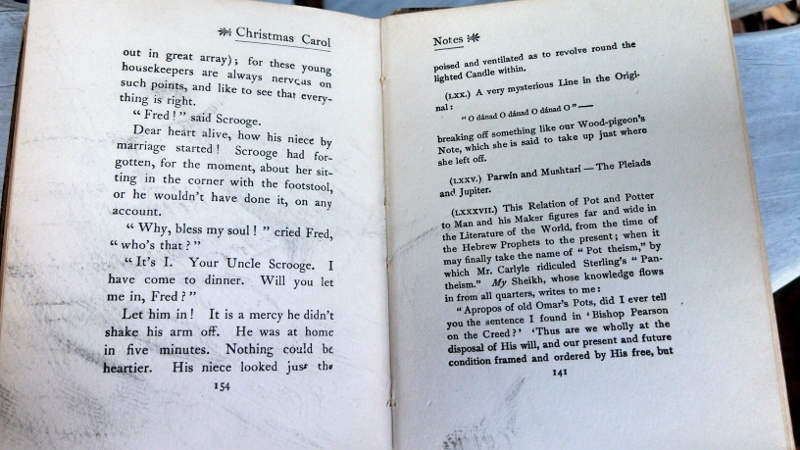 Christmas Carol
out in great array); for these young
housekeepers are always nervous on
such points, and like to see that every-
thing is right.
“ Fred ! ” said Scrooge.
Dear heart alive, how his niece by
marriage started ! Scrooge had for-
gotten, for the moment, about her sit-
ting in the corner with the footstool,
or he wouldn't have done it, on any
account.
“ Why, bless my soul ! ” cried Fred,
“ who's that ? ”
“ It's I. Your Uncle Scrooge. I
have come to dinner. Will you let
me in, Fred ? ”
Let him in ! It is a mercy he didn't
shake his arm off. He was at home
in five minutes. Nothing could be
heartier. His niece looked just the
154
Notes
poised and ventilated as to revolve round the
lighted Candle within.
(LXX.) A very mysterious Line in the Origi-
nal :
“ O dánad O dánad O dánad O ”—
breaking off something like our Wood-pigeon's
Note, which she is said to take up just where
she left off.
(LXXV.) Parwin and Mushtari — The Pleiads
and Jupiter.
(LXXXVII.) This Relation of Pot and Potter
to Man and his Maker figures far and wide in
the Literature of the World, from the time of
the Hebrew Prophets to the present ; when it
may finally take the name of “ Pot theism,” by
which Mr. Carlyle ridiculed Sterling's “ Pan-
theism.” My Sheikh, whose knowledge flows
in from all quarters, writes to me :
“ Apropos of old Omar's Pots, did I ever tell
you the sentence I found in ‘ Bishop Pearson
on the Creed ? ’ ‘ Thus are we wholly at the
disposal of His will, and our present and future
condition framed and ordered by His free, but
141